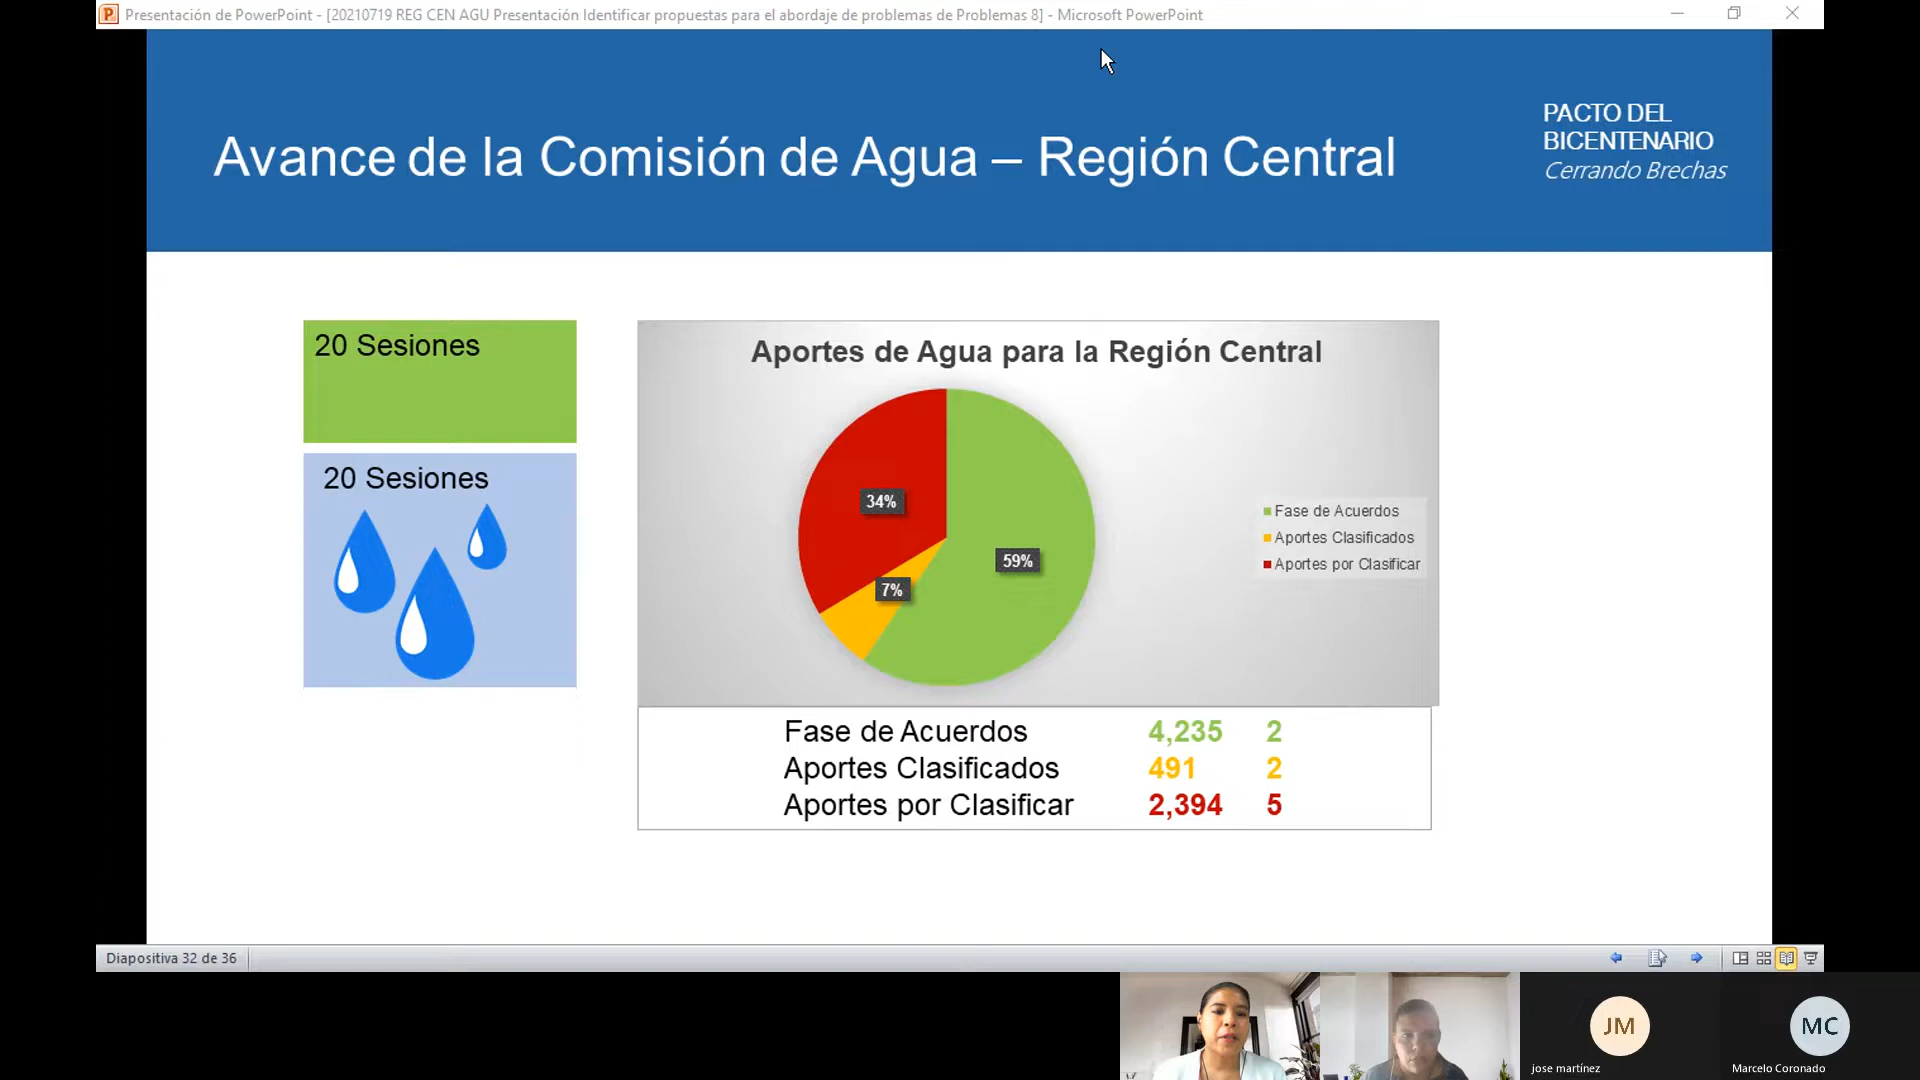 Presentación de PowerPoint - [20210719 REG CEN AGU Presentación Identificar propuestas para el abordaje de problemas de Problemas 8] - Microsoft PowerPoint
Avance de la Comisión de Agua – Región Central
PACTO DEL
BICENTENARIO
Cerrando Brechas
20 Sesiones
20 Sesiones
Aportes de Agua para la Región Central
34%
59%
7%
Fase de Acuerdos
Aportes Clasificados
Aportes por Clasificar
Fase de Acuerdos 4,235 2
Aportes Clasificados 491 2
Aportes por Clasificar 2,394 5
Diapositiva 32 de 36
JM
MC
jose martínez
Marcelo Coronado